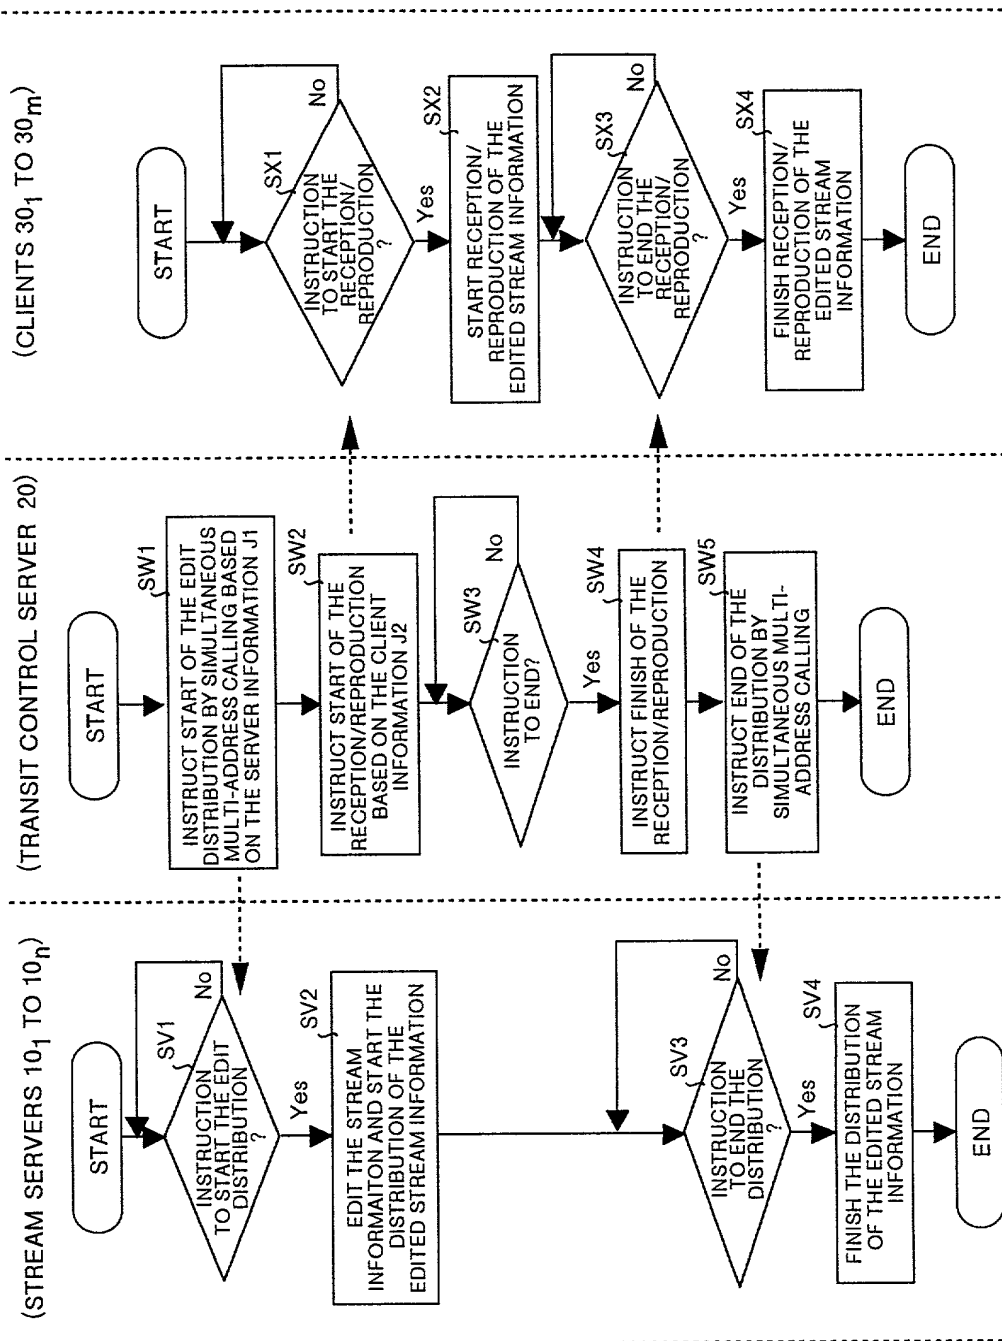 (STREAM SERVERS 10₁ TO 10ₙ)
START
SV1
INSTRUCTION
TO START THE EDIT
DISTRIBUTION
?
No
Yes
SV2
EDIT THE STREAM
INFORMAITON AND START THE
DISTRIBUTION OF THE
EDITED STREAM INFORMATION
SV3
INSTRUCTION
TO END THE
DISTRIBUTION
?
No
Yes
SV4
FINISH THE DISTRIBUTION
OF THE EDITED STREAM
INFORMATION
END
(TRANSIT CONTROL SERVER 20)
START
SW1
INSTRUCT START OF THE EDIT
DISTRIBUTION BY SIMULTANEOUS
MULTI-ADDRESS CALLING BASED
ON THE SERVER INFORMATION J1
SW2
INSTRUCT START OF THE
RECEPTION/REPRODUCTION
BASED ON THE CLIENT
INFORMATION J2
SW3
INSTRUCTION
TO END?
No
Yes
SW4
INSTRUCT FINISH OF THE
RECEPTION/REPRODUCTION
SW5
INSTRUCT END OF THE
DISTRIBUTION BY
SIMULTANEOUS MULTI-
ADDRESS CALLING
END
(CLIENTS 30₁ TO 30ₘ)
START
SX1
INSTRUCTION
TO START THE
RECEPTION/
REPRODUCTION
?
No
Yes
SX2
START RECEPTION/
REPRODUCTION OF THE
EDITED STREAM INFORMATION
SX3
INSTRUCTION
TO END THE
RECEPTION/
REPRODUCTION
?
No
Yes
SX4
FINISH RECEPTION/
REPRODUCTION OF THE
EDITED STREAM
INFORMATION
END